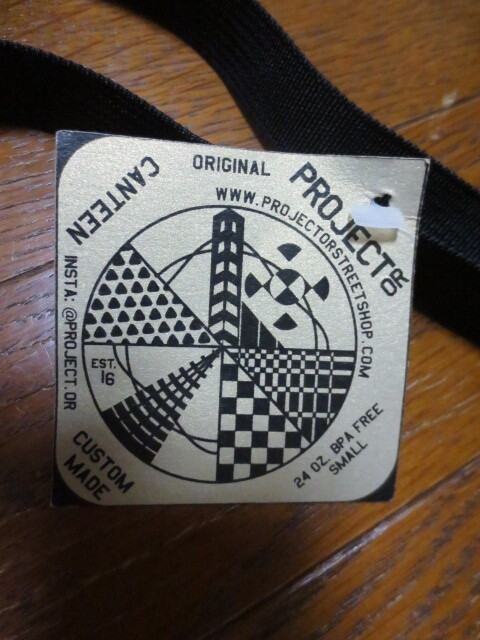 ORIGINAL
PROJECTOR
CANTEEN
WWW.PROJECTORSTREETSHOP.COM
INSTA: @PROJECT.OR
EST.
16
CUSTOM
MADE
24 OZ. BPA FREE
SMALL